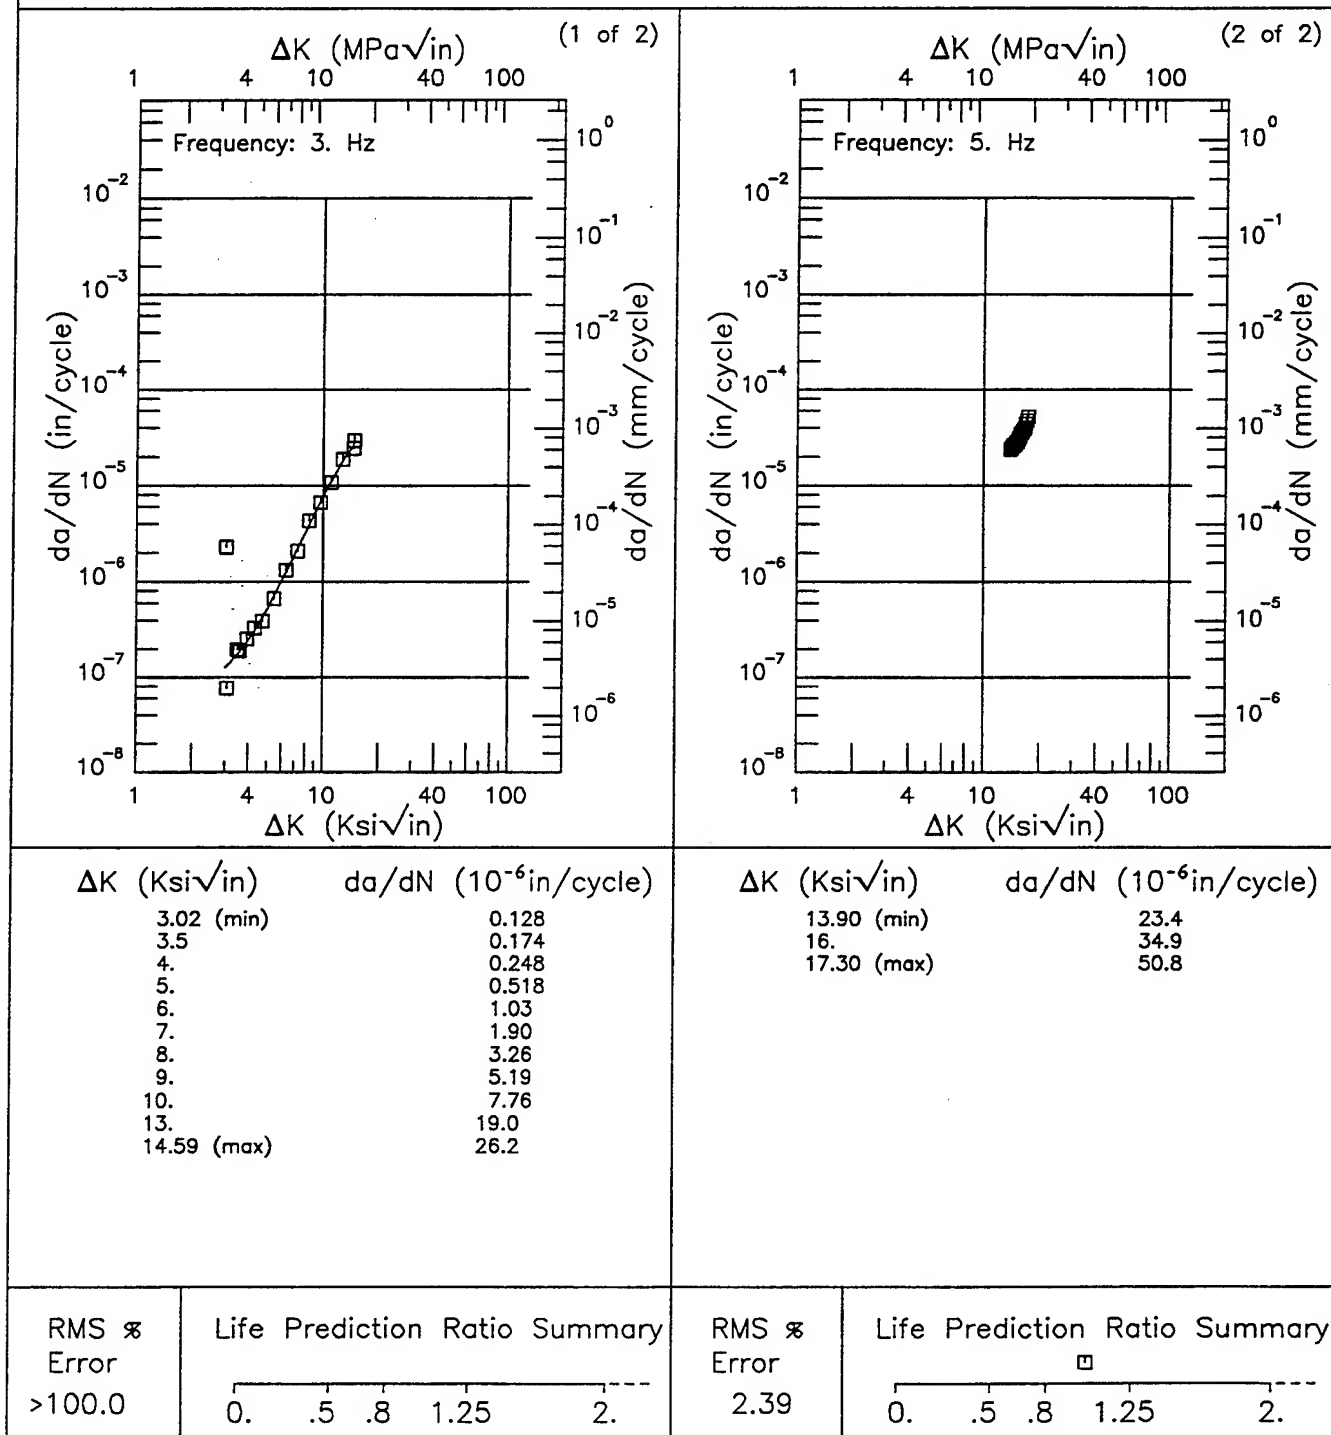 (1 of 2)
ΔK (MPa√in)
1 4 10 40 100
Frequency: 3. Hz
10⁰
10⁻²
10⁻¹
10⁻³
10⁻²
10⁻⁴
10⁻³
10⁻⁵
10⁻⁴
10⁻⁶
10⁻⁵
10⁻⁷
10⁻⁶
10⁻⁸
da/dN (in/cycle)
da/dN (mm/cycle)
1 4 10 40 100
ΔK (Ksi√in)
(2 of 2)
ΔK (MPa√in)
1 4 10 40 100
Frequency: 5. Hz
10⁰
10⁻²
10⁻¹
10⁻³
10⁻²
10⁻⁴
10⁻³
10⁻⁵
10⁻⁴
10⁻⁶
10⁻⁵
10⁻⁷
10⁻⁶
10⁻⁸
da/dN (in/cycle)
da/dN (mm/cycle)
1 4 10 40 100
ΔK (Ksi√in)
ΔK (Ksi√in) da/dN (10⁻⁶in/cycle)
3.02 (min) 0.128
3.5 0.174
4. 0.248
5. 0.518
6. 1.03
7. 1.90
8. 3.26
9. 5.19
10. 7.76
13. 19.0
14.59 (max) 26.2
ΔK (Ksi√in) da/dN (10⁻⁶in/cycle)
13.90 (min) 23.4
16. 34.9
17.30 (max) 50.8
RMS %
Error
>100.0
Life Prediction Ratio Summary
0. .5 .8 1.25 2.
RMS %
Error
2.39
Life Prediction Ratio Summary
0. .5 .8 1.25 2.